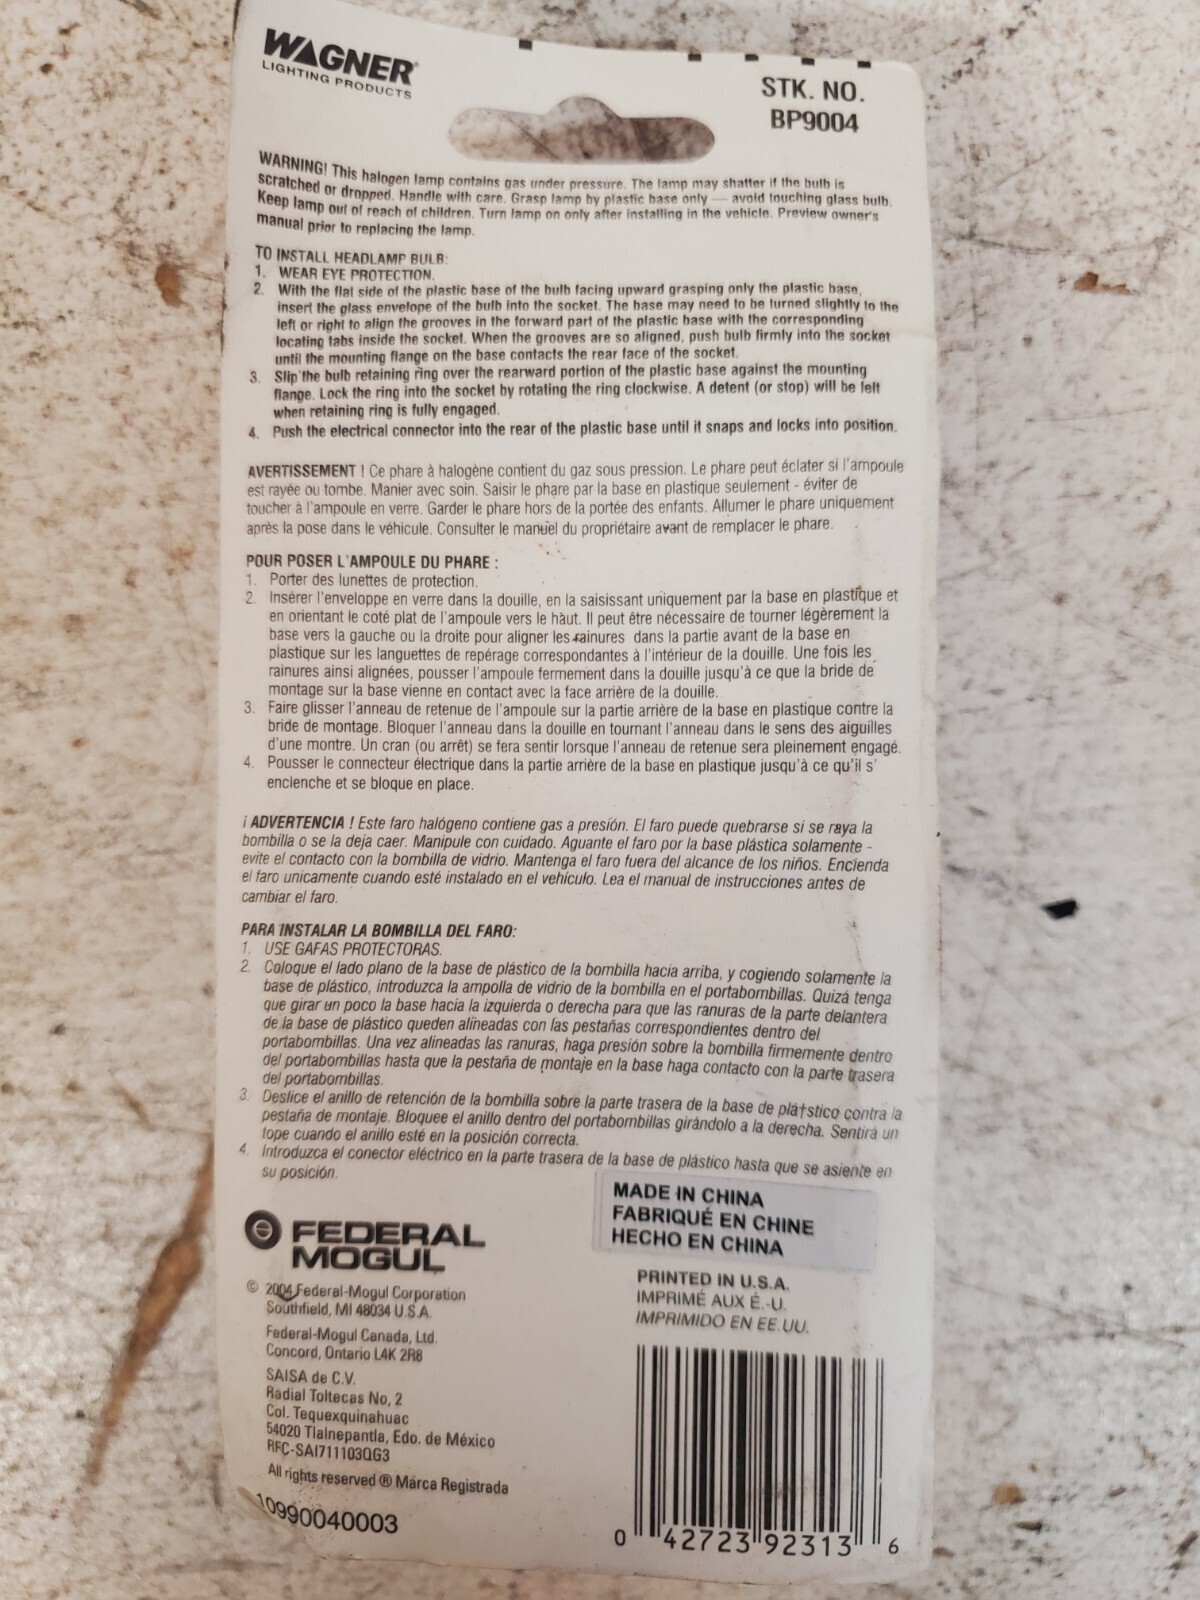 WAGNER
LIGHTING PRODUCTS
STK. NO.
BP9004
WARNING! This halogen lamp contains gas under pressure. The lamp may shatter if the bulb is
scratched or dropped. Handle with care. Grasp lamp by plastic base only — avoid touching glass bulb.
Keep lamp out of reach of children. Turn lamp on only after installing in the vehicle. Preview owner's
manual prior to replacing the lamp.
TO INSTALL HEADLAMP BULB:
1. WEAR EYE PROTECTION.
2. With the flat side of the plastic base of the bulb facing upward grasping only the plastic base,
insert the glass envelope of the bulb into the socket. The base may need to be turned slightly to the
left or right to align the grooves in the forward part of the plastic base with the corresponding
locating tabs inside the socket. When the grooves are so aligned, push bulb firmly into the socket
until the mounting flange on the base contacts the rear face of the socket.
3. Slip the bulb retaining ring over the rearward portion of the plastic base against the mounting
flange. Lock the ring into the socket by rotating the ring clockwise. A detent (or stop) will be felt
when retaining ring is fully engaged.
4. Push the electrical connector into the rear of the plastic base until it snaps and locks into position.
AVERTISSEMENT ! Ce phare à halogène contient du gaz sous pression. Le phare peut éclater si l'ampoule
est rayée ou tombe. Manier avec soin. Saisir le phare par la base en plastique seulement - éviter de
toucher à l'ampoule en verre. Garder le phare hors de la portée des enfants. Allumer le phare uniquement
après la pose dans le véhicule. Consulter le manuel du propriétaire avant de remplacer le phare.
POUR POSER L'AMPOULE DU PHARE :
1. Porter des lunettes de protection.
2. Insérer l'enveloppe en verre dans la douille, en la saisissant uniquement par la base en plastique et
en orientant le coté plat de l'ampoule vers le haut. Il peut être nécessaire de tourner légèrement la
base vers la gauche ou la droite pour aligner les rainures dans la partie avant de la base en
plastique sur les languettes de repérage correspondantes à l'intérieur de la douille. Une fois les
rainures ainsi alignées, pousser l'ampoule fermement dans la douille jusqu'à ce que la bride de
montage sur la base vienne en contact avec la face arrière de la douille.
3. Faire glisser l'anneau de retenue de l'ampoule sur la partie arrière de la base en plastique contre la
bride de montage. Bloquer l'anneau dans la douille en tournant l'anneau dans le sens des aiguilles
d'une montre. Un cran (ou arrêt) se fera sentir lorsque l'anneau de retenue sera pleinement engagé.
4. Pousser le connecteur électrique dans la partie arrière de la base en plastique jusqu'à ce qu'il s'
enclenche et se bloque en place.
¡ ADVERTENCIA ! Este faro halógeno contiene gas a presión. El faro puede quebrarse si se raya la
bombilla o se la deja caer. Manipule con cuidado. Aguante el faro por la base plástica solamente -
evite el contacto con la bombilla de vidrio. Mantenga el faro fuera del alcance de los niños. Encienda
el faro unicamente cuando esté instalado en el vehículo. Lea el manual de instrucciones antes de
cambiar el faro.
PARA INSTALAR LA BOMBILLA DEL FARO:
1. USE GAFAS PROTECTORAS.
2. Coloque el lado plano de la base de plástico de la bombilla hacia arriba, y cogiendo solamente la
base de plástico, introduzca la ampolla de vidrio de la bombilla en el portabombillas. Quizá tenga
que girar un poco la base hacia la izquierda o derecha para que las ranuras de la parte delantera
de la base de plástico queden alineadas con las pestañas correspondientes dentro del
portabombillas. Una vez alineadas las ranuras, haga presión sobre la bombilla firmemente dentro
del portabombillas hasta que la pestaña de montaje en la base haga contacto con la parte trasera
del portabombillas.
3. Deslice el anillo de retención de la bombilla sobre la parte trasera de la base de plátstico contra la
pestaña de montaje. Bloquee el anillo dentro del portabombillas girándolo a la derecha. Sentirá un
tope cuando el anillo esté en la posición correcta.
4. Introduzca el conector eléctrico en la parte trasera de la base de plástico hasta que se asiente en
su posición.
MADE IN CHINA
FABRIQUÉ EN CHINE
HECHO EN CHINA
FEDERAL
MOGUL
PRINTED IN U.S.A.
IMPRIMÉ AUX É.-U.
IMPRIMIDO EN EE.UU.
© 2004 Federal-Mogul Corporation
Southfield, MI 48034 U.S.A.
Federal-Mogul Canada, Ltd.
Concord, Ontario L4K 2R8
SAISA de C.V.
Radial Toltecas No, 2
Col. Tequexquinahuac
54020 Tlalnepantla, Edo. de México
RFC-SAI711103QG3
All rights reserved ® Marca Registrada
10990040003
0 42723 92313 6